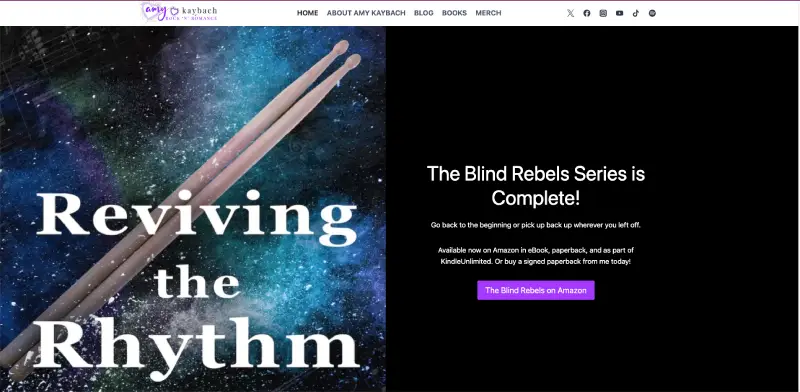 amy kaybach
ROCK 'N' ROMANCE
HOME ABOUT AMY KAYBACH BLOG BOOKS MERCH
Reviving
the
Rhythm
The Blind Rebels Series is
Complete!
Go back to the beginning or pick up back up wherever you left off.
Available now on Amazon in eBook, paperback, and as part of
KindleUnlimited. Or buy a signed paperback from me today!
The Blind Rebels on Amazon